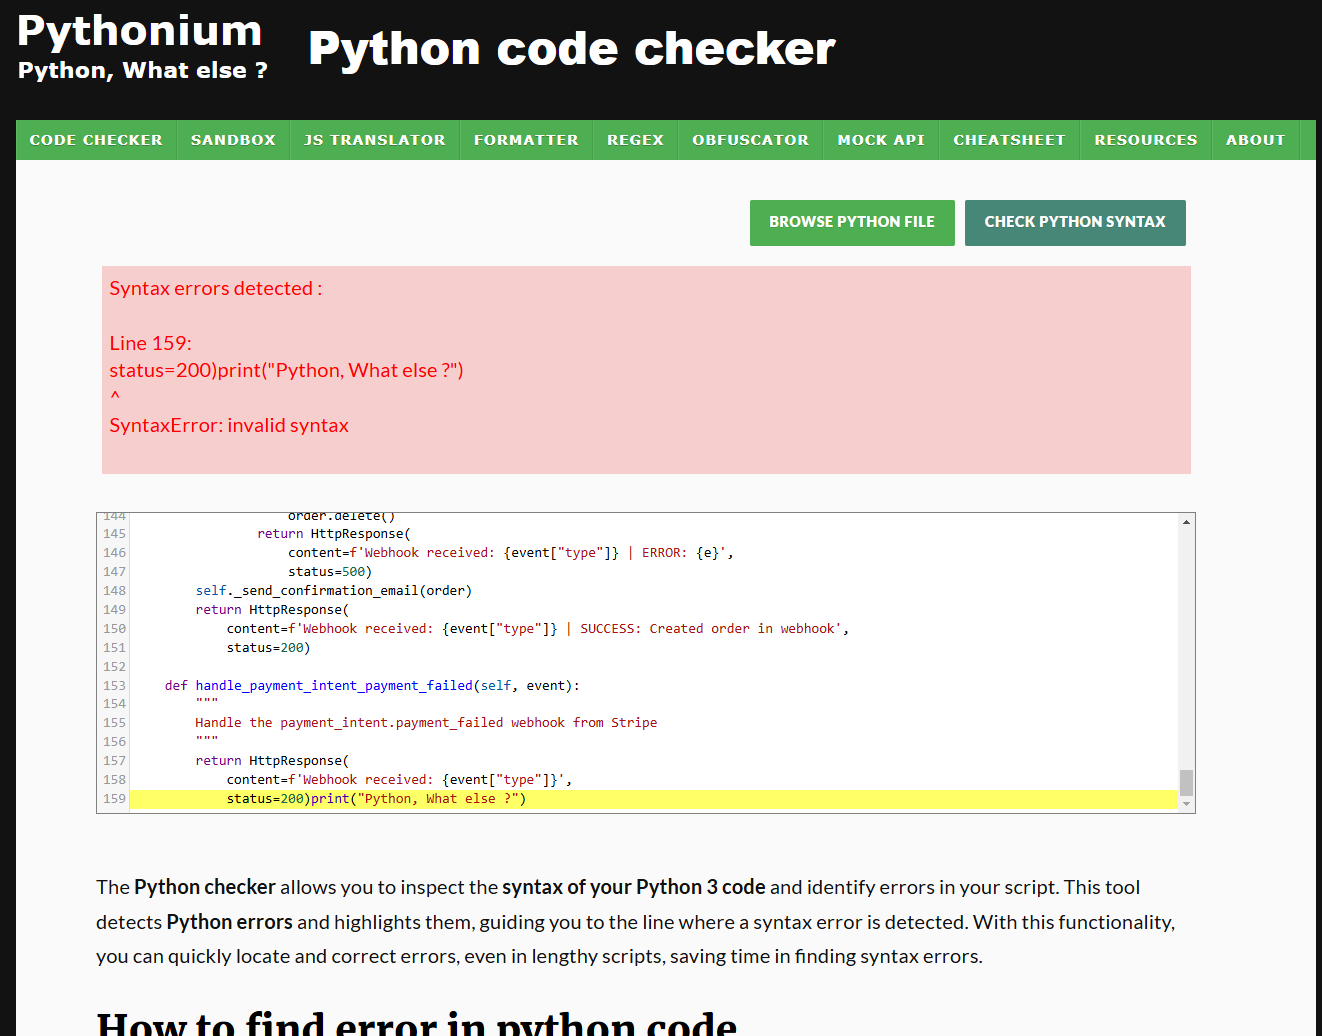 Pythonium
Python, What else ?
Python code checker
CODE CHECKER SANDBOX JS TRANSLATOR FORMATTER REGEX OBFUSCATOR MOCK API CHEATSHEET RESOURCES ABOUT
BROWSE PYTHON FILE CHECK PYTHON SYNTAX
Syntax errors detected :
Line 159:
status=200)print("Python, What else ?")
^
SyntaxError: invalid syntax
144 order.delete()
145 return HttpResponse(
146 content=f'Webhook received: {event["type"]} | ERROR: {e}',
147 status=500)
148 self._send_confirmation_email(order)
149 return HttpResponse(
150 content=f'Webhook received: {event["type"]} | SUCCESS: Created order in webhook',
151 status=200)
152
153 def handle_payment_intent_payment_failed(self, event):
154 """
155 Handle the payment_intent.payment_failed webhook from Stripe
156 """
157 return HttpResponse(
158 content=f'Webhook received: {event["type"]}',
159 status=200)print("Python, What else ?")
The Python checker allows you to inspect the syntax of your Python 3 code and identify errors in your script. This tool
detects Python errors and highlights them, guiding you to the line where a syntax error is detected. With this functionality,
you can quickly locate and correct errors, even in lengthy scripts, saving time in finding syntax errors.
How to find error in python code